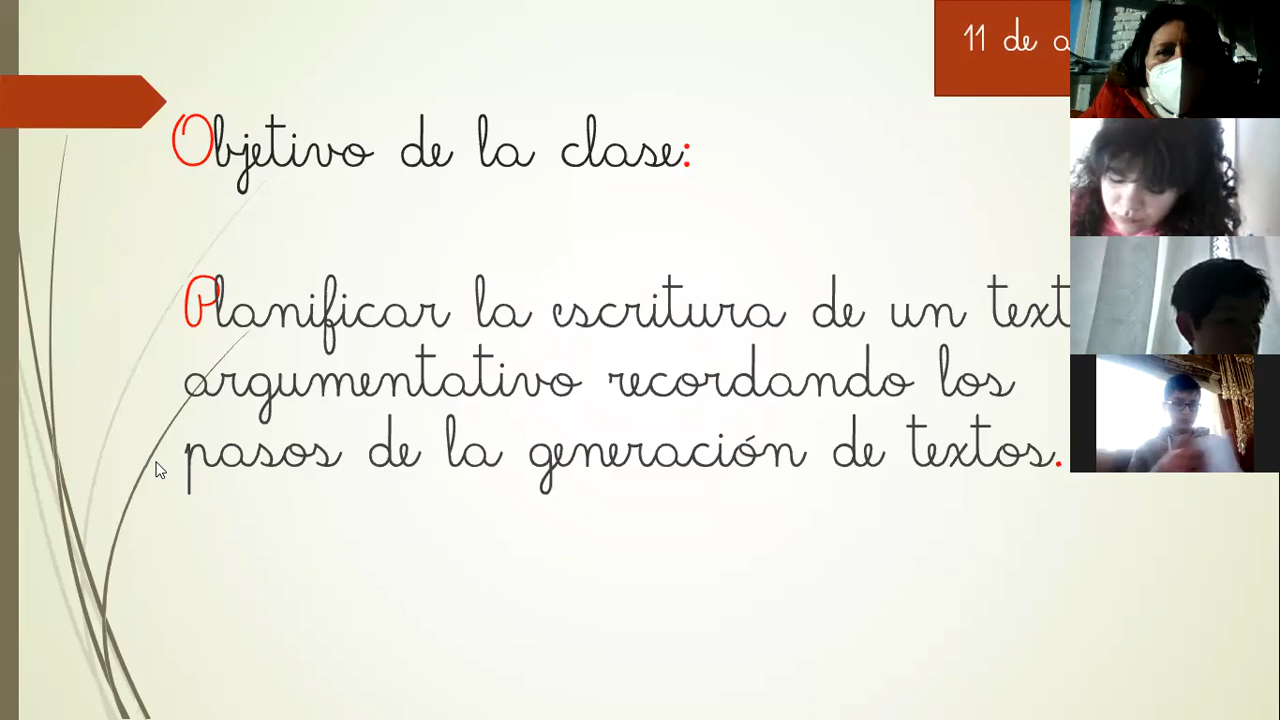 11 de
Objetivo de la clase:
Planificar la escritura de un
argumentativo recordando los
pasos de la generación de textos.